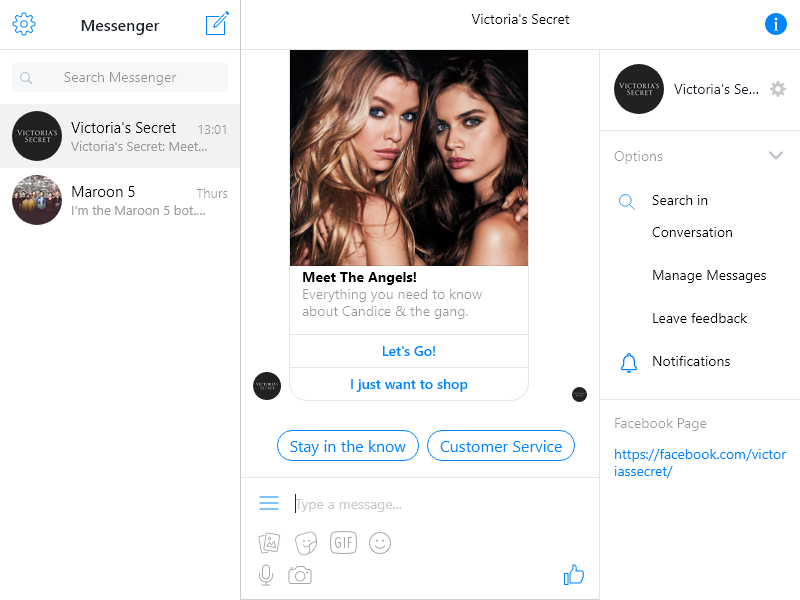 Messenger
Victoria's Secret
Search Messenger
VICTORIA'S
SECRET
Victoria's Secret
13:01
Victoria's Secret: Meet...
Maroon 5
Thurs
I'm the Maroon 5 bot....
Meet The Angels!
Everything you need to know
about Candice & the gang.
Let's Go!
I just want to shop
Stay in the know
Customer Service
Type a message...
GIF
VICTORIA'S
SECRET
Victoria's Se...
Options
Search in
Conversation
Manage Messages
Leave feedback
Notifications
Facebook Page
https://facebook.com/victor
iassecret/